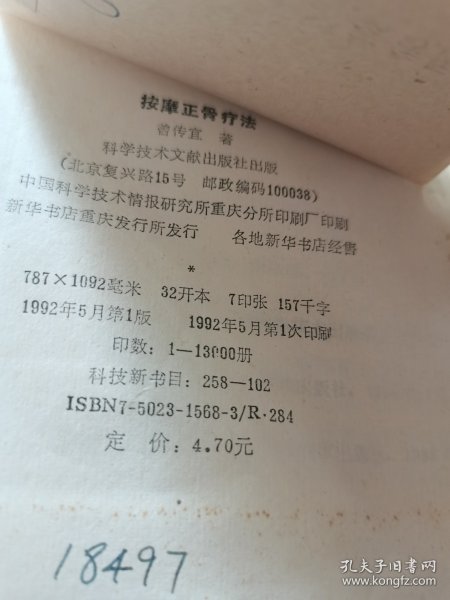 按摩正骨疗法
曾传宜 著
科学技术文献出版社出版
(北京复兴路15号 邮政编码100038)
中国科学技术情报研究所重庆分所印刷厂印刷
新华书店重庆发行所发行 各地新华书店经售
*
787×1092毫米 32开本 7印张 157千字
1992年5月第1版 1992年5月第1次印刷
印数：1—13000册
科技新书目：258—102
ISBN7-5023-1568-3/R·284
定 价：4.70元
18497
孔夫子旧书网
www.kongfz.com